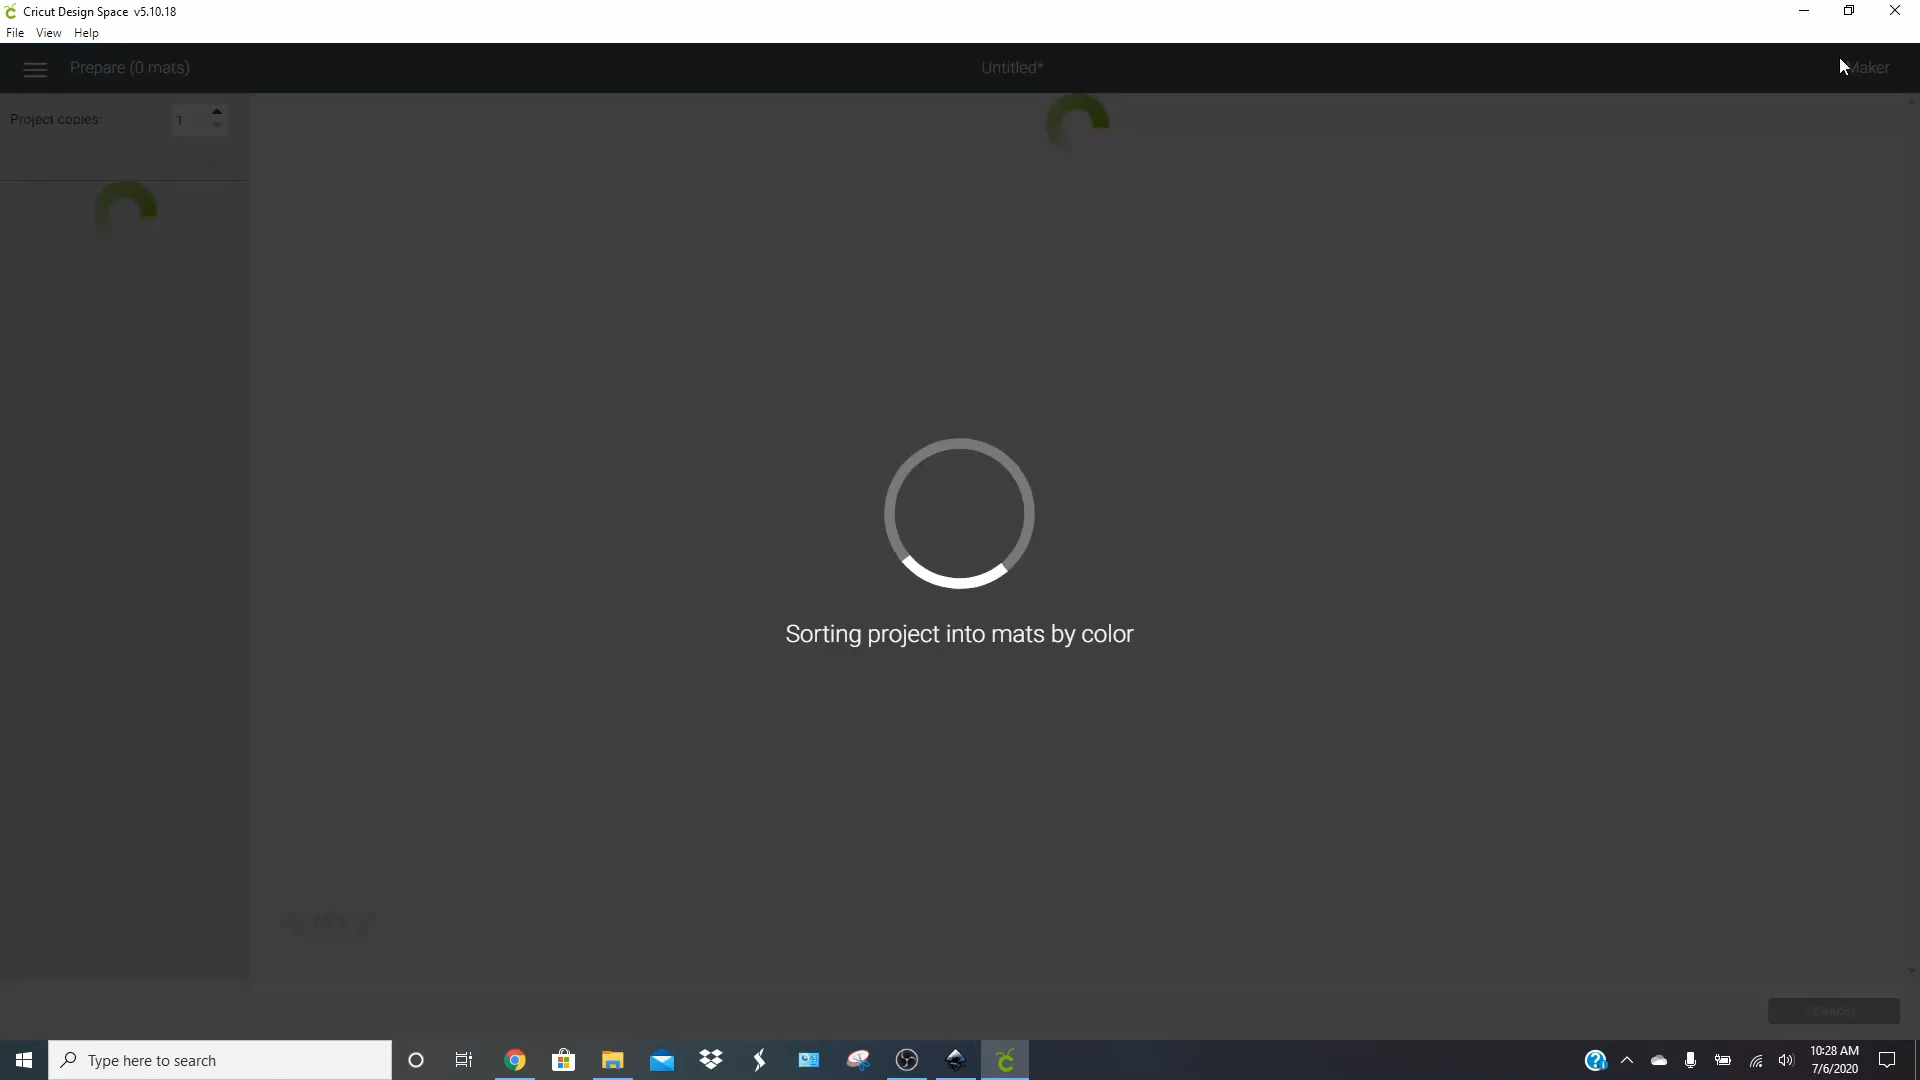 Cricut Design Space v5.10.18
File View Help
Prepare (0 mats)
Untitled*
Maker
Project copies:
1
Sorting project into mats by color
Type here to search
10:28 AM
7/6/2020